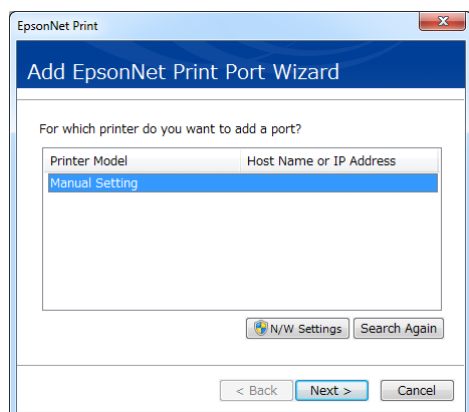 EpsonNet Print
Add EpsonNet Print Port Wizard
For which printer do you want to add a port?
Printer Model Host Name or IP Address
Manual Setting
N/W Settings Search Again
< Back Next > Cancel